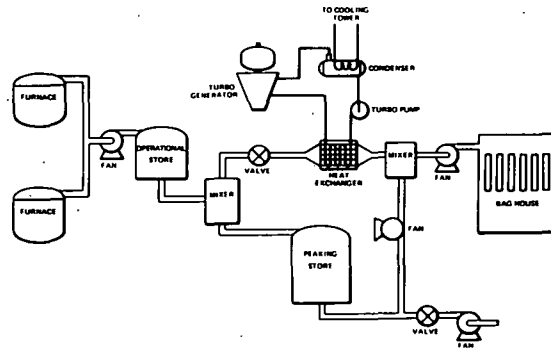 TO COOLING
TOWER
CONDENSER
TURBO
GENERATOR
TURBO PUMP
FURNACE
FAN
OPERATIONAL
STORE
VALVE
HEAT
EXCHANGER
MIXER
FAN
BAG HOUSE
MIXER
FURNACE
FAN
PEAKING
STORE
VALVE
FAN